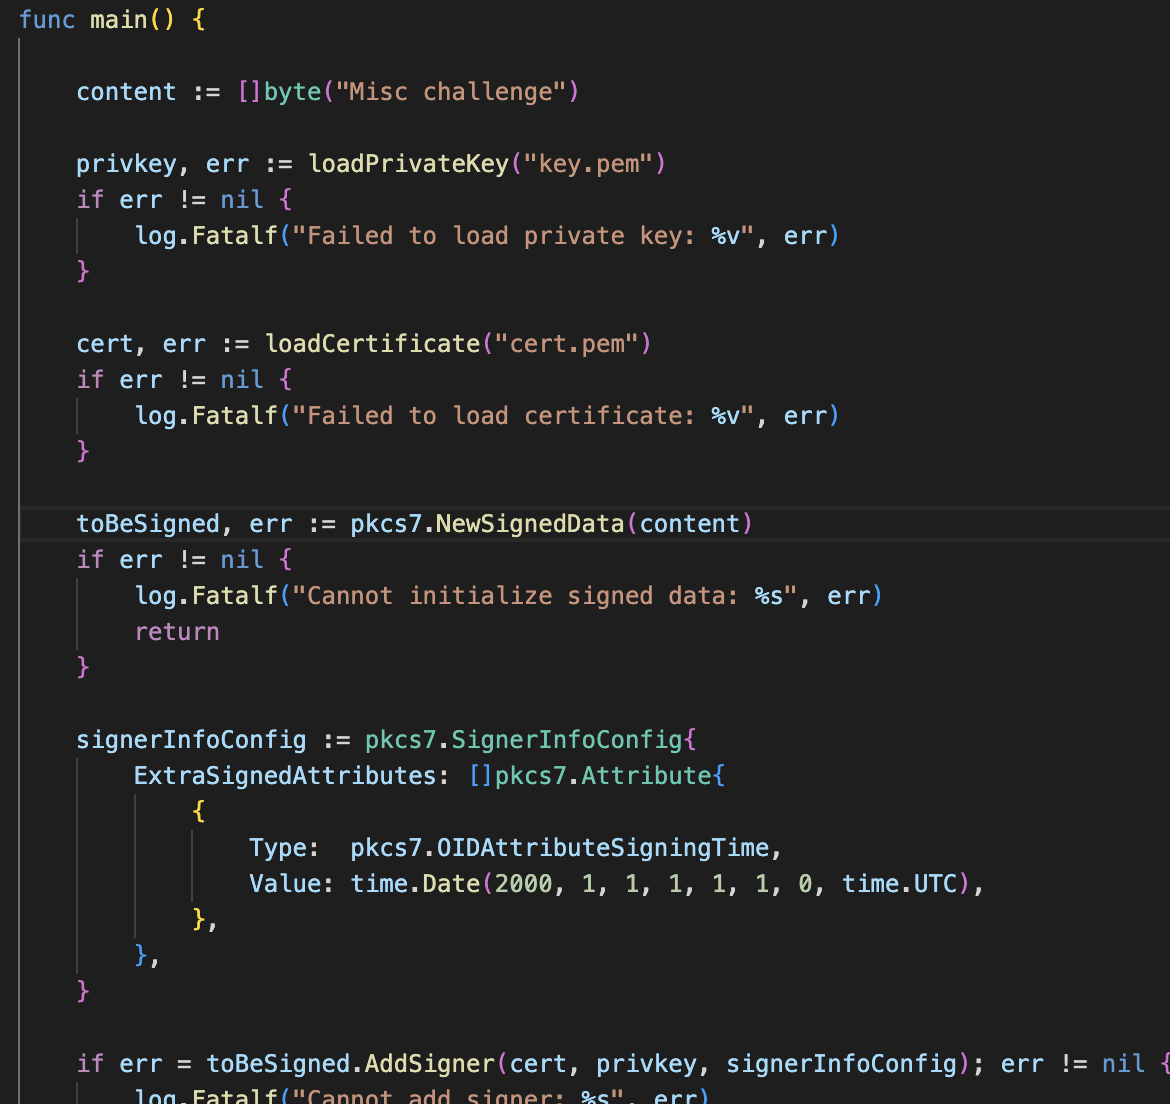 func main() {
content := []byte("Misc challenge")
privkey, err := loadPrivateKey("key.pem")
if err != nil {
log.Fatalf("Failed to load private key: %v", err)
}
cert, err := loadCertificate("cert.pem")
if err != nil {
log.Fatalf("Failed to load certificate: %v", err)
}
toBeSigned, err := pkcs7.NewSignedData(content)
if err != nil {
log.Fatalf("Cannot initialize signed data: %s", err)
return
}
signerInfoConfig := pkcs7.SignerInfoConfig{
ExtraSignedAttributes: []pkcs7.Attribute{
{
Type:  pkcs7.OIDAttributeSigningTime,
Value: time.Date(2000, 1, 1, 1, 1, 1, 0, time.UTC),
},
},
}
if err = toBeSigned.AddSigner(cert, privkey, signerInfoConfig); err != nil {
log.Fatalf("Cannot add signer: %s", err)